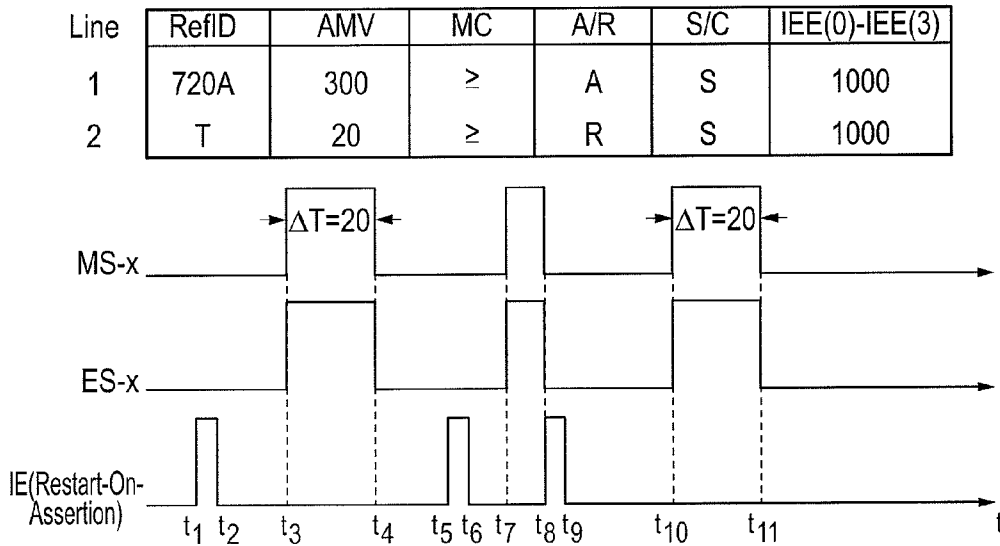 Line RefID AMV MC A/R S/C IEE(0)-IEE(3)
1 720A 300 ≥ A S 1000
2 T 20 ≥ R S 1000
ΔT=20 ΔT=20
MS-x
ES-x
IE(Restart-On-
Assertion)
t1 t2 t3 t4 t5 t6 t7 t8 t9 t10 t11 t